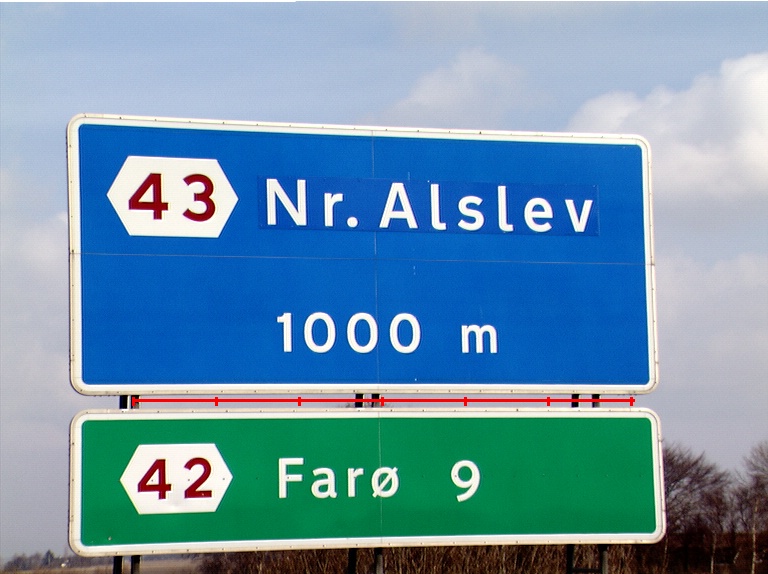 43 Nr. Alslev
1000 m
42 Farø 9